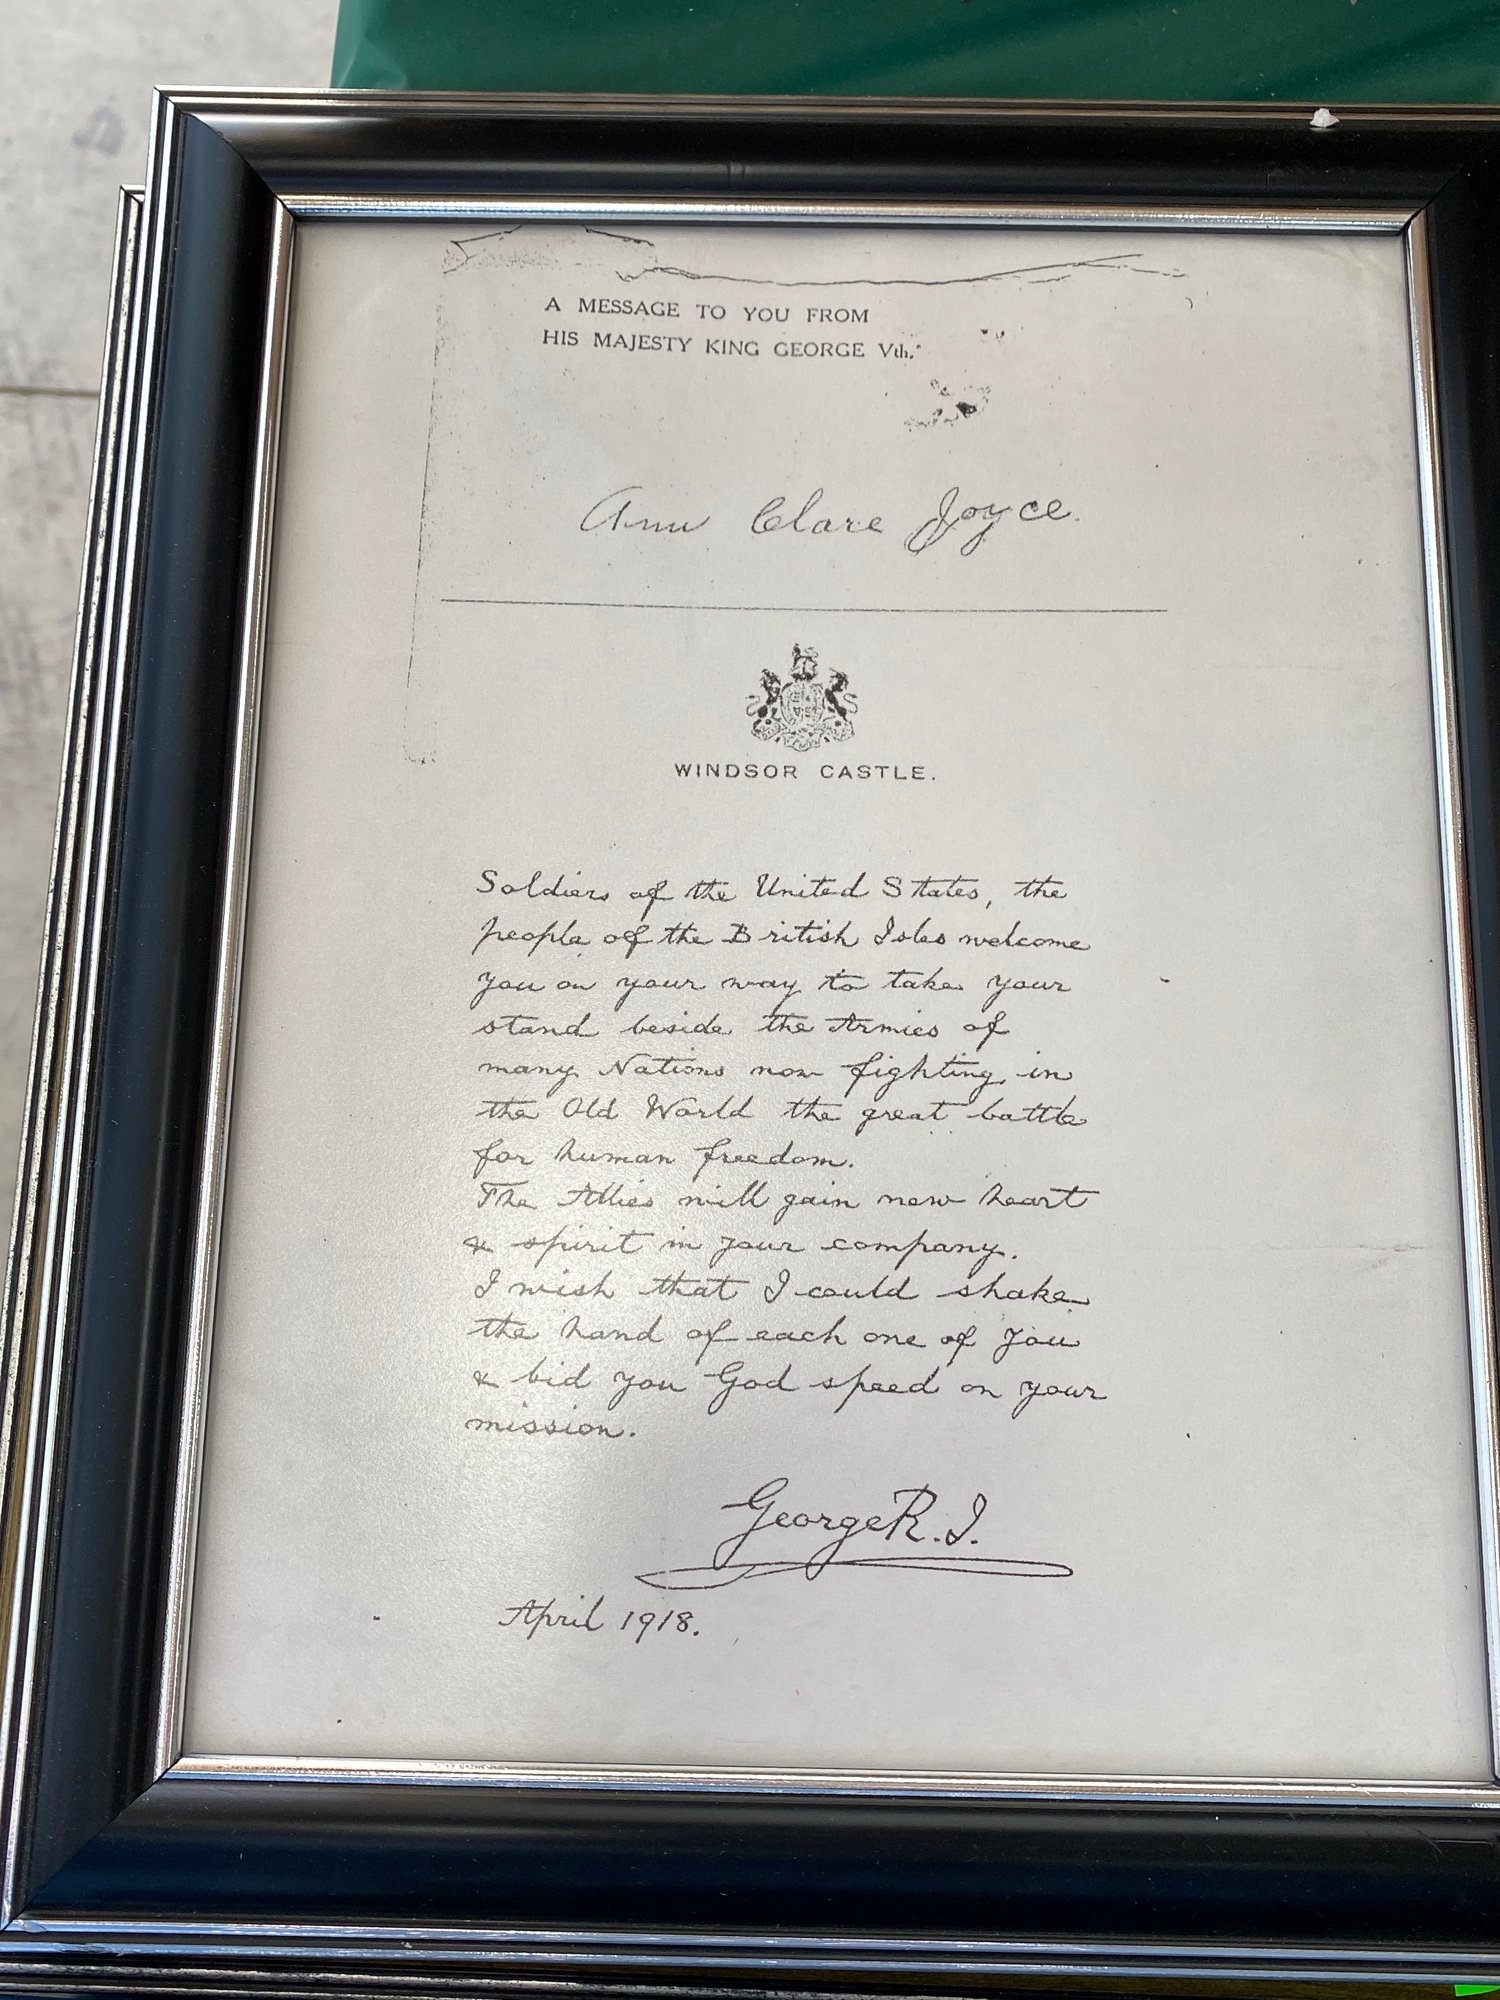 A MESSAGE TO YOU FROM
HIS MAJESTY KING GEORGE Vth.
Ann Clare Joyce.
WINDSOR CASTLE.
Soldiers of the United States, the
people of the British Isles welcome
you on your way to take your
stand beside the Armies of
many Nations now fighting in
the Old World the great battle
for human freedom.
The Allies will gain new heart
& spirit in your company.
I wish that I could shake
the hand of each one of you
& bid you God speed on your
mission.
George R.I.
April 1918.